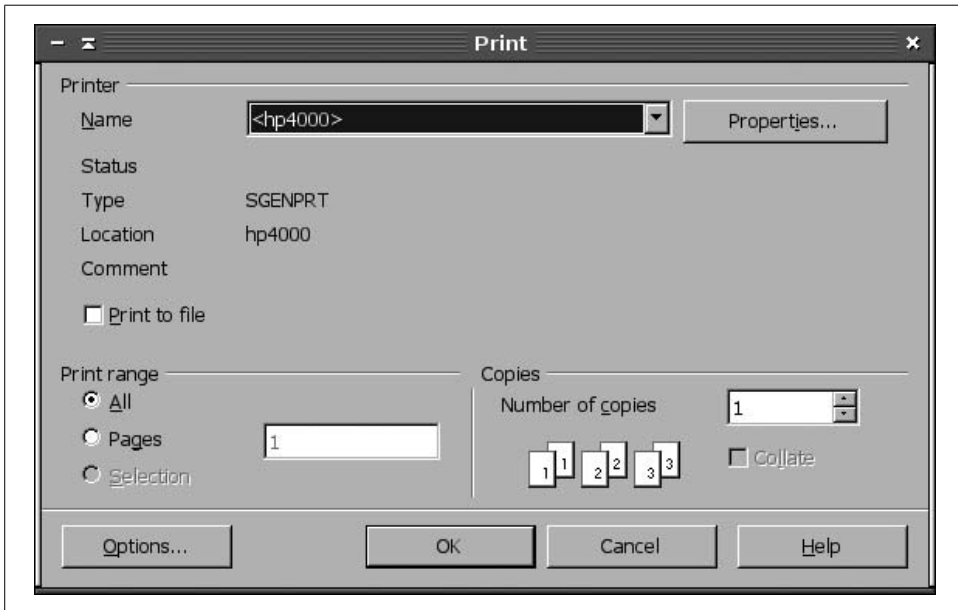 Print
Printer
Name <hp4000> Properties...
Status
Type SGENPRT
Location hp4000
Comment
Print to file
Print range
All
Pages 1
Selection
Copies
Number of copies 1
1 1 2 2 3 3 Collate
Options... OK Cancel Help